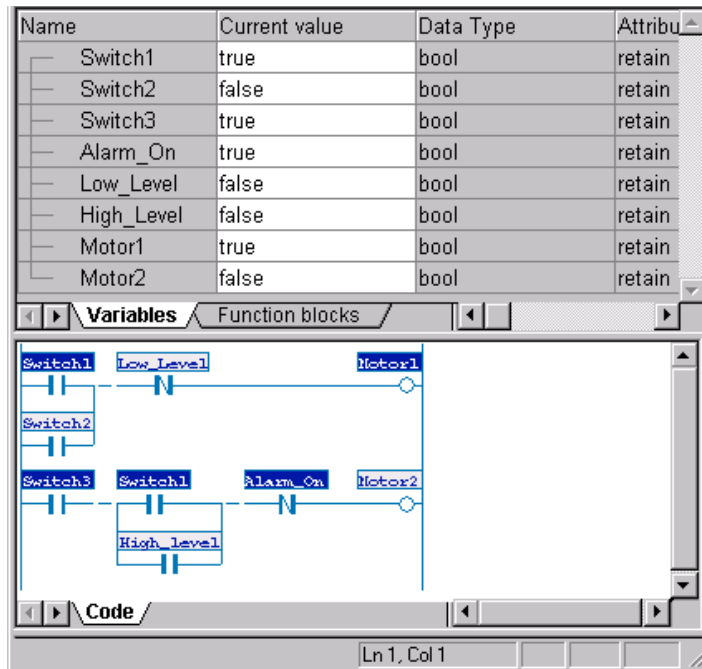 Name Current value Data Type Attribu
Switch1 true bool retain
Switch2 false bool retain
Switch3 true bool retain
Alarm_On true bool retain
Low_Level false bool retain
High_Level false bool retain
Motor1 true bool retain
Motor2 false bool retain
Variables Function blocks
Switch1 Low_Level Motor1
N
Switch2
Switch3 Switch1 Alarm_On Motor2
N
High_level
Code
Ln 1, Col 1